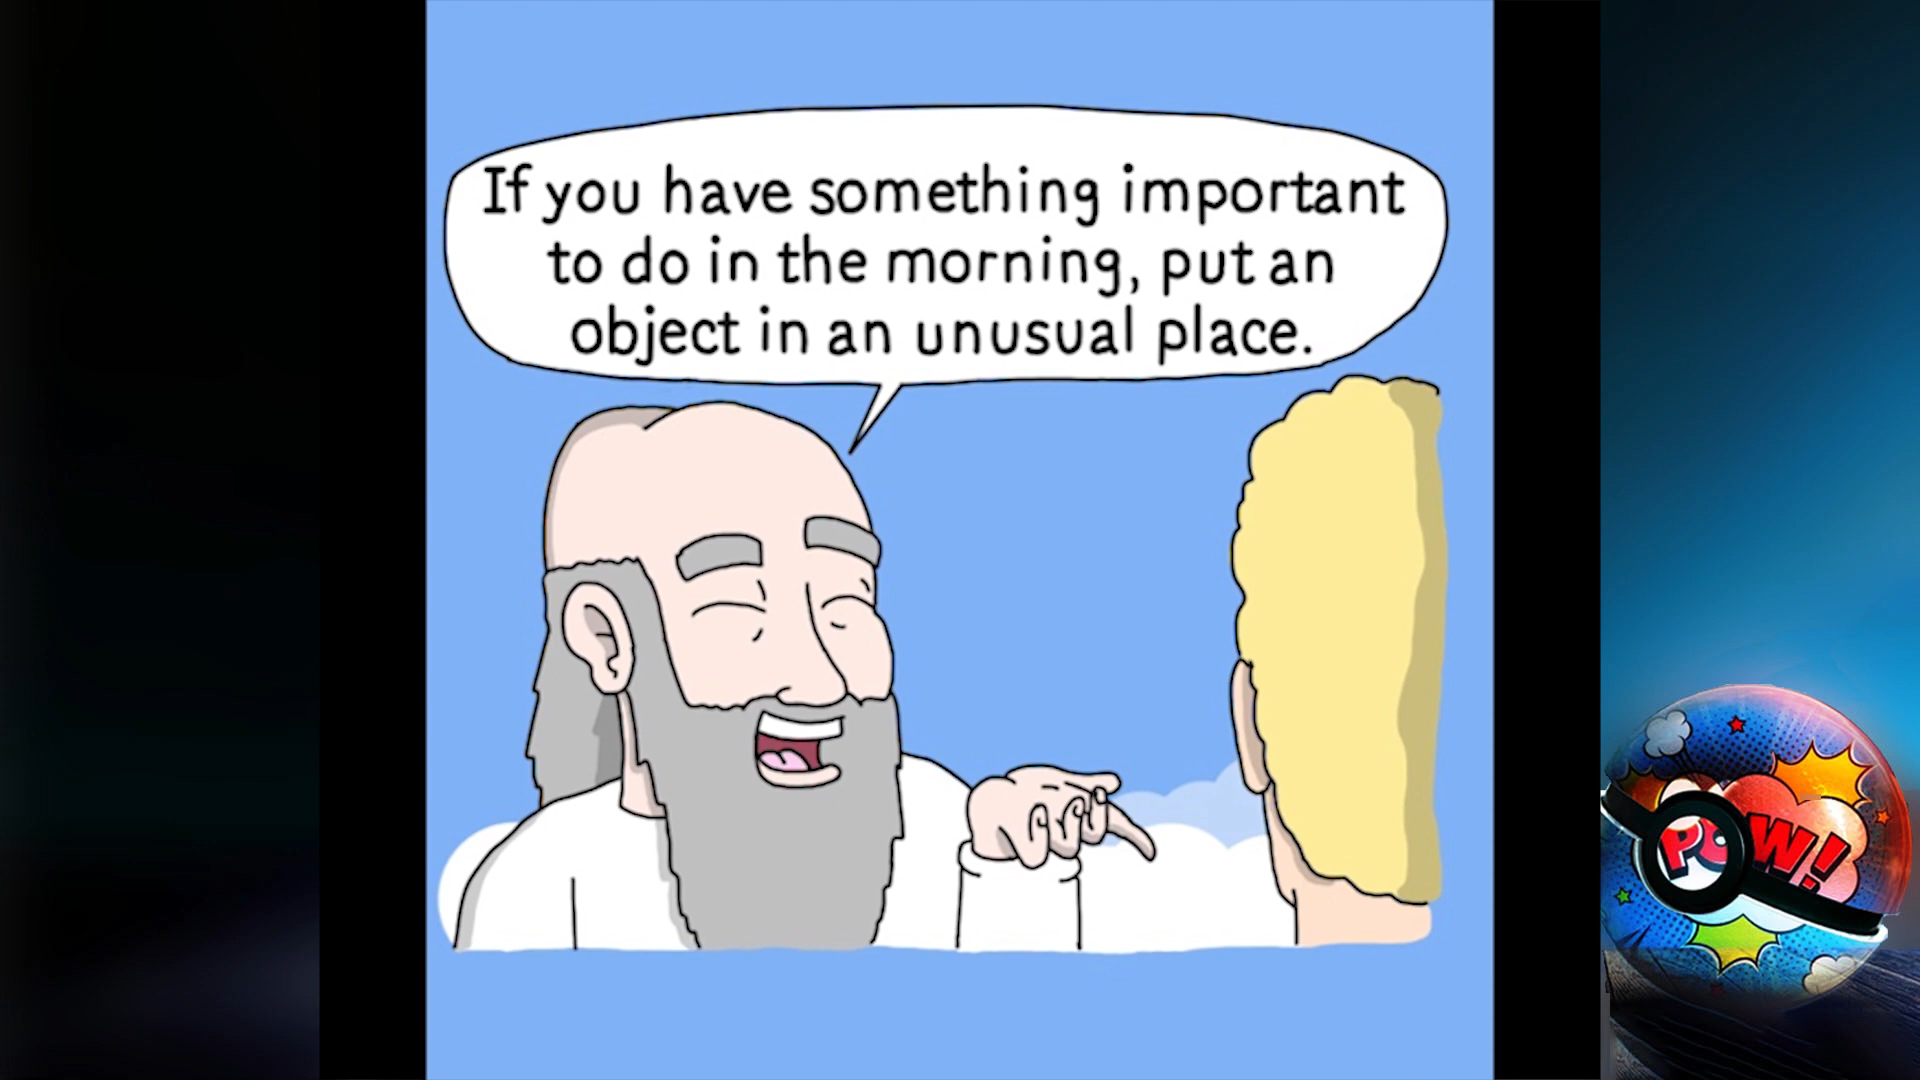 If you have something important
to do in the morning, put an
object in an unusual place.
POW!